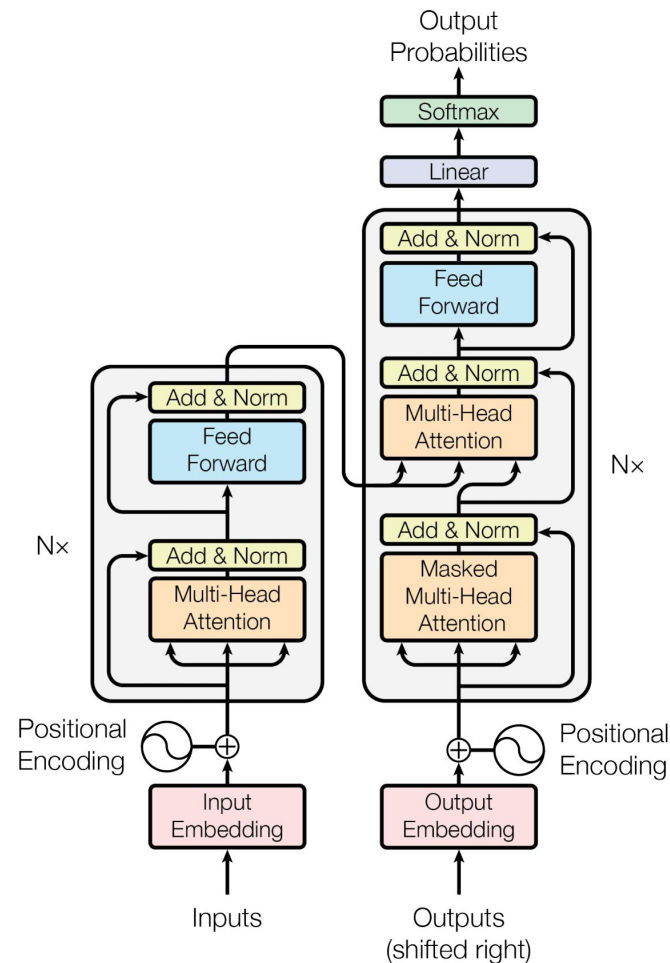 Output
Probabilities
Softmax
Linear
Add & Norm
Feed
Forward
Add & Norm
Multi-Head
Attention
Add & Norm
Masked
Multi-Head
Attention
N×
Add & Norm
Feed
Forward
Add & Norm
Multi-Head
Attention
N×
Positional
Encoding
Positional
Encoding
Input
Embedding
Output
Embedding
Inputs
Outputs
(shifted right)